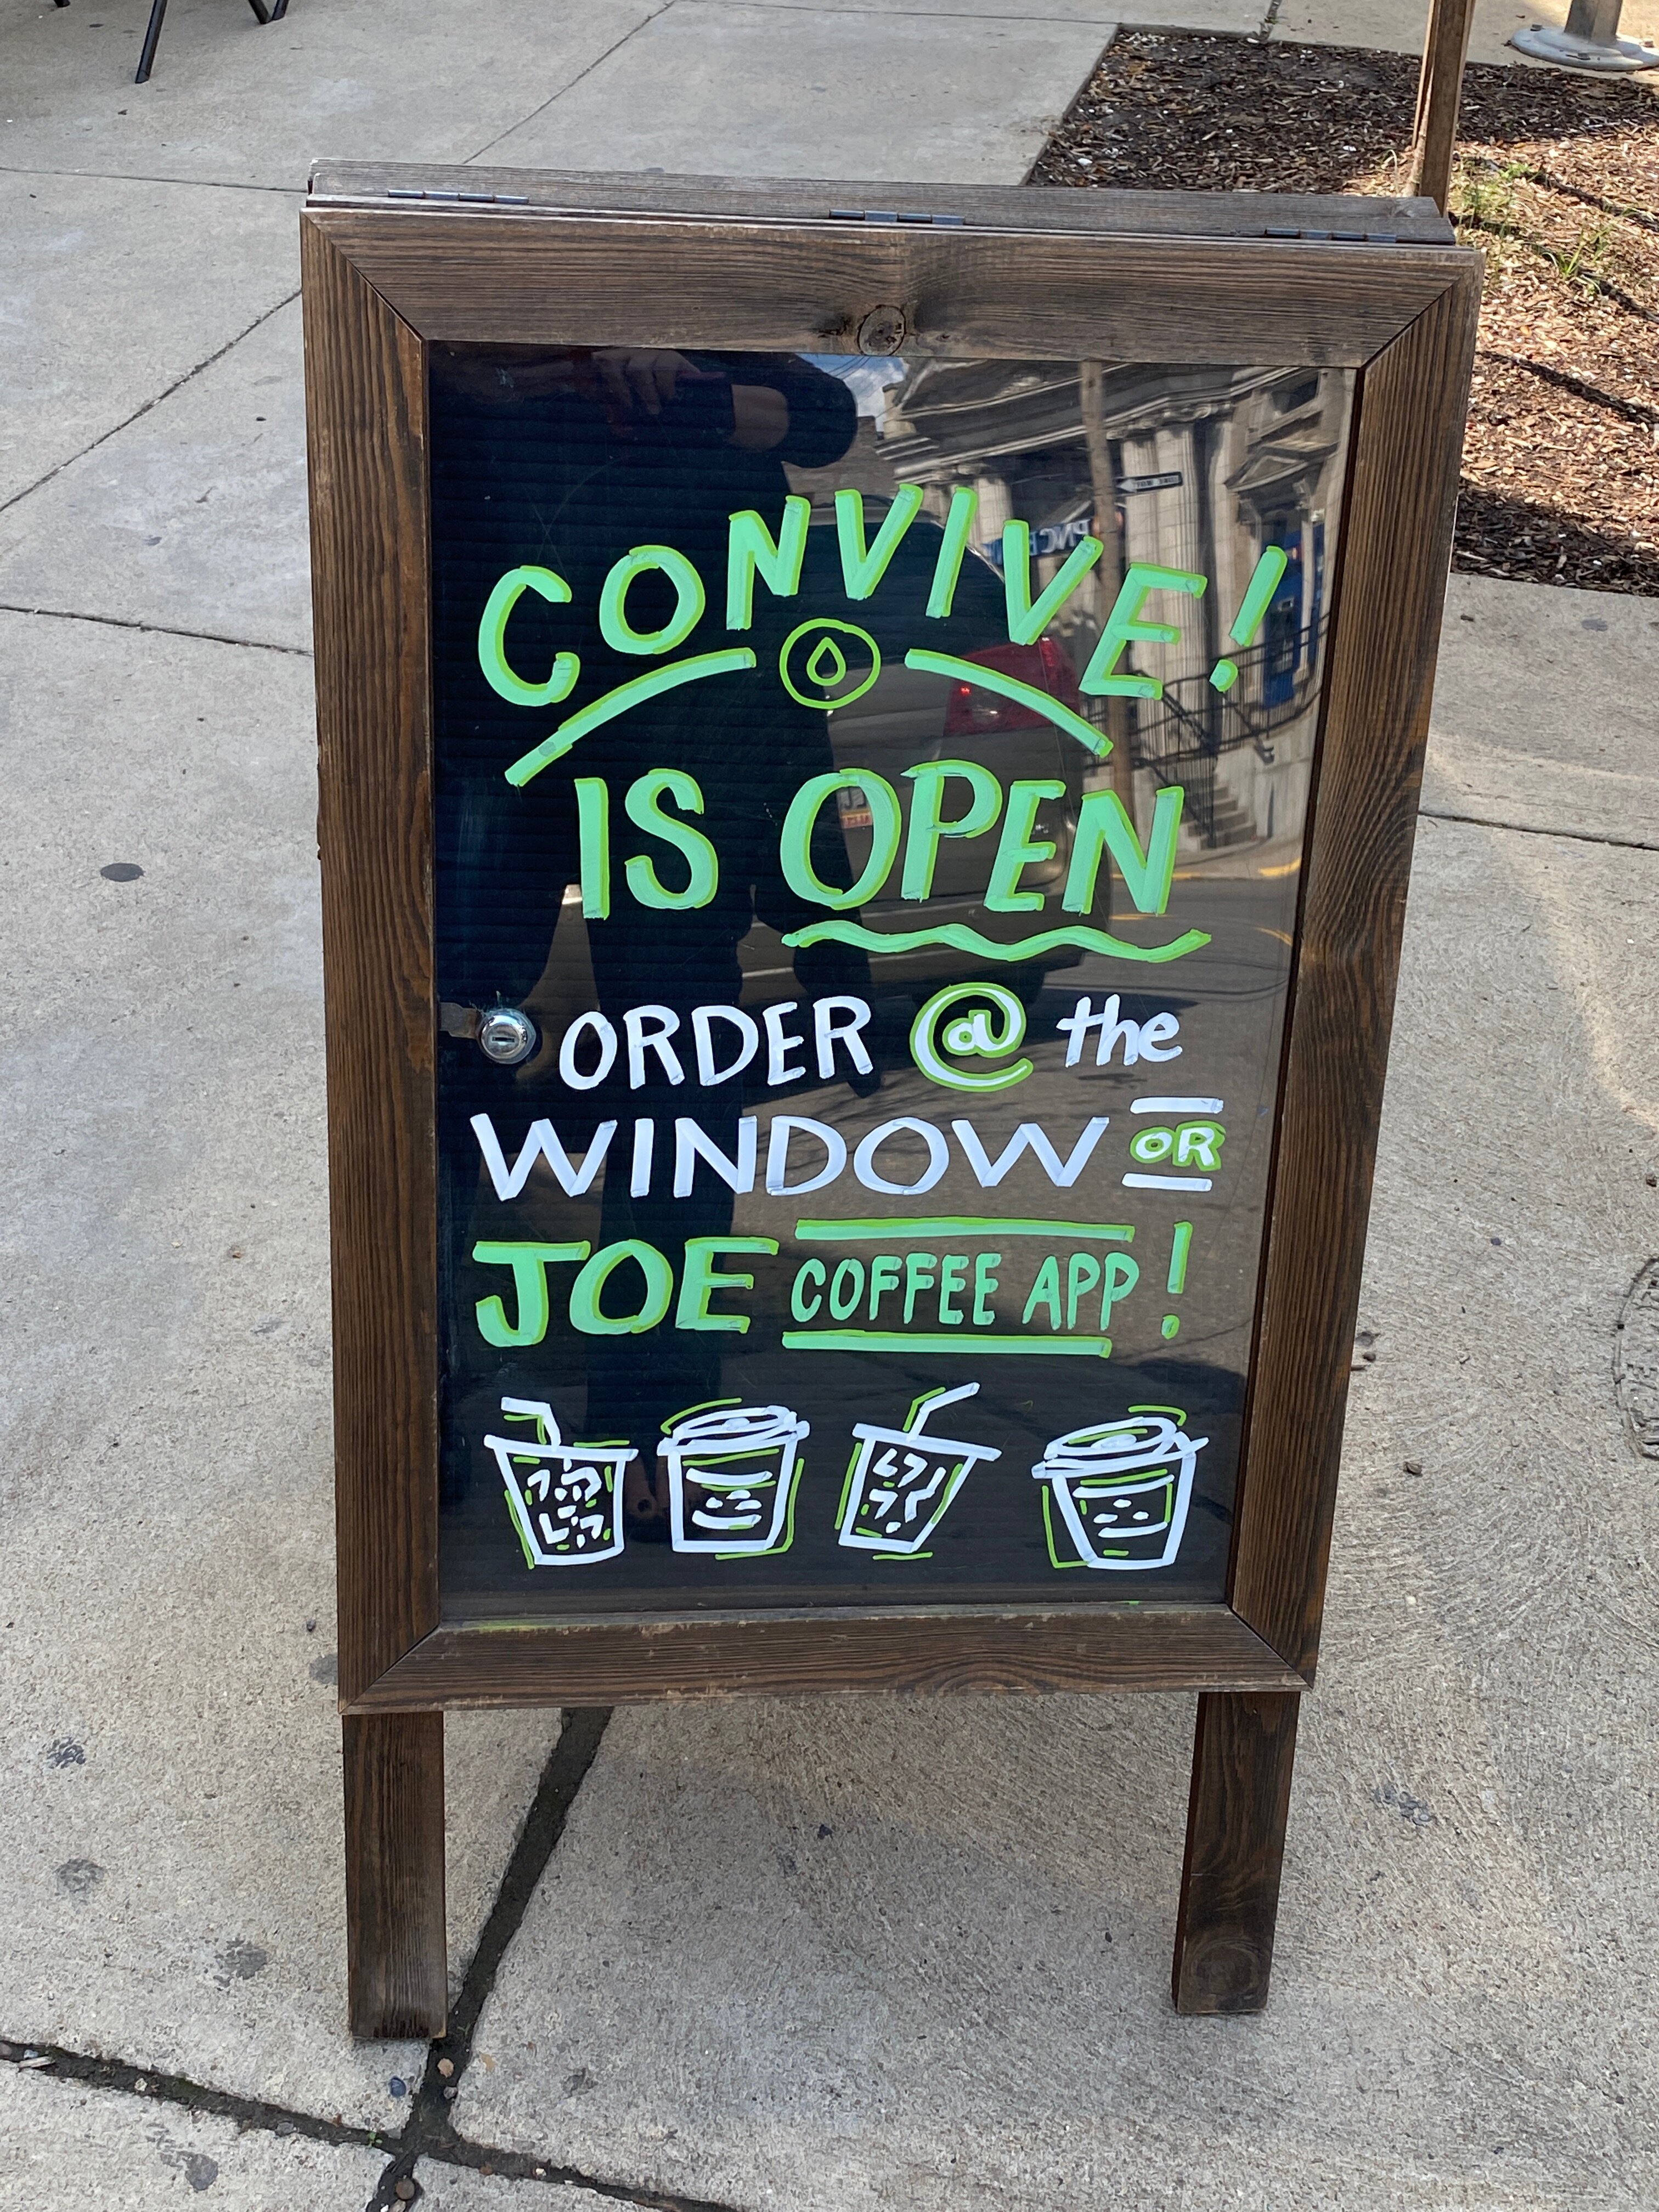 CONVIVE!
IS OPEN
ORDER @ the
WINDOW OR
JOE COFFEE APP!